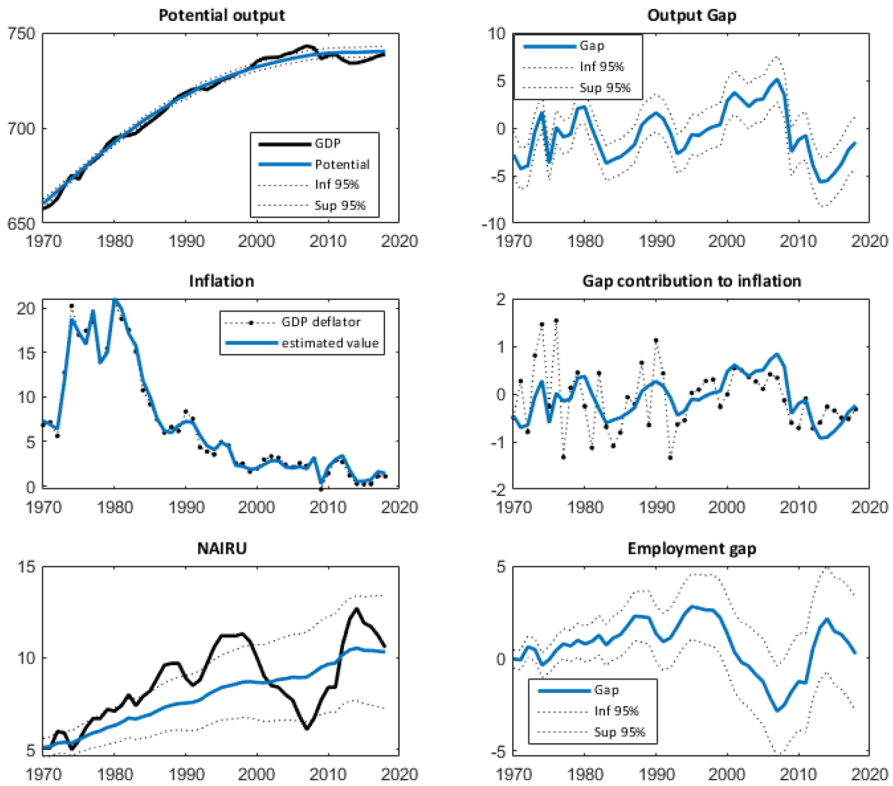 Potential output
750
700
650
GDP
Potential
Inf 95%
Sup 95%
1970 1980 1990 2000 2010 2020
Output Gap
10
5
0
-5
-10
Gap
Inf 95%
Sup 95%
1970 1980 1990 2000 2010 2020
Inflation
20
15
10
5
0
GDP deflator
estimated value
1970 1980 1990 2000 2010 2020
Gap contribution to inflation
2
1
0
-1
-2
1970 1980 1990 2000 2010 2020
NAIRU
15
10
5
1970 1980 1990 2000 2010 2020
Employment gap
5
0
-5
Gap
Inf 95%
Sup 95%
1970 1980 1990 2000 2010 2020